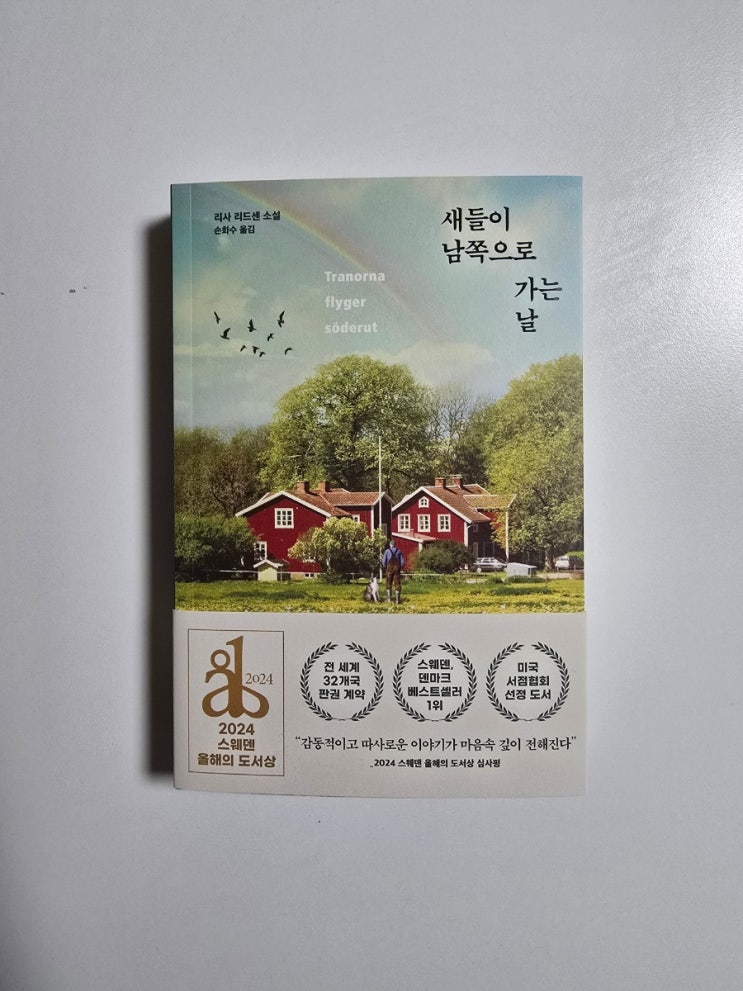 리사 리드센 소설
손화수 옮김
새들이
남쪽으로
가는
날
Tranorna
flyger
söderut
2024
2024
스웨덴
올해의 도서상
전 세계
32개국
판권 계약
스웨덴,
덴마크
베스트셀러
1위
미국
서점협회
선정 도서
“감동적이고 따사로운 이야기가 마음속 깊이 전해진다”
_2024 스웨덴 올해의 도서상 심사평